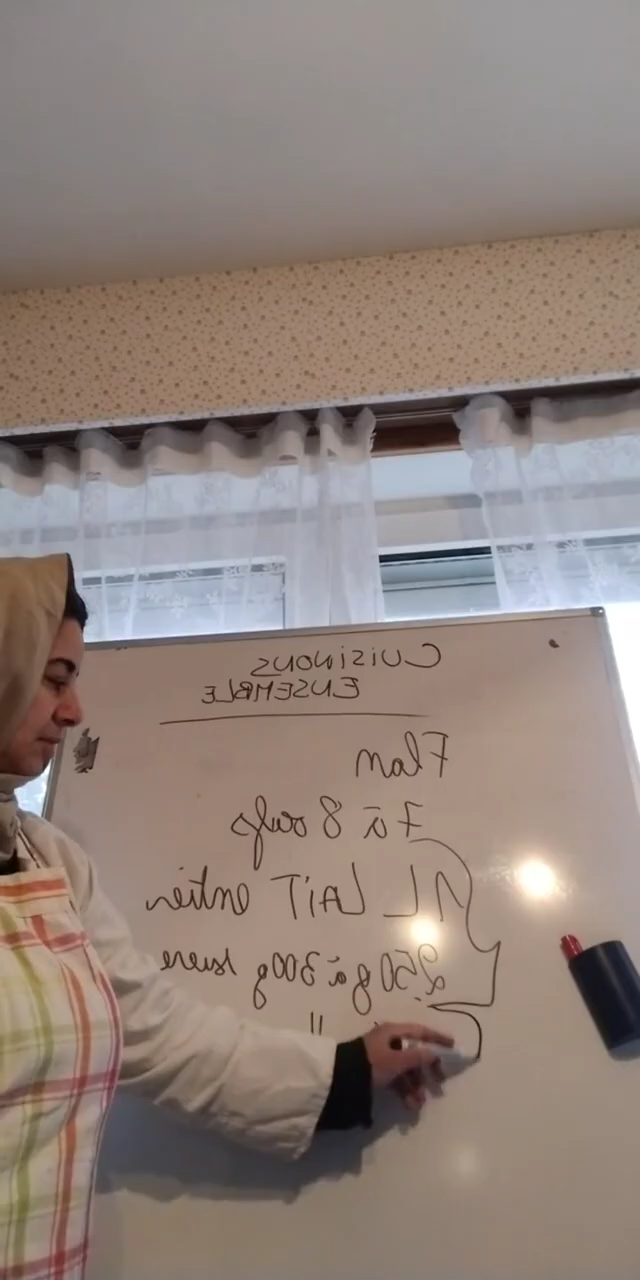 CUISINONS
ENSEMBLE
Flan
7 à 8 oeufs
1L LAIT entier
250g à 300g sucre
"